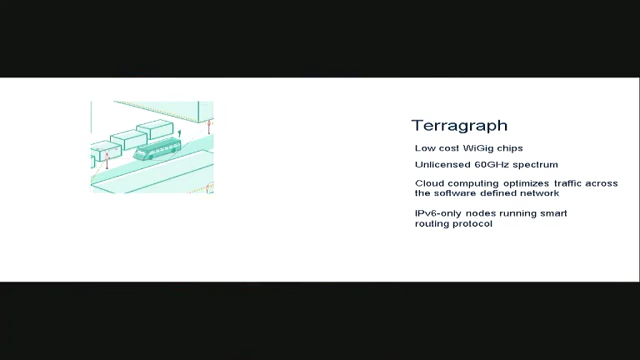 Terragraph
Low cost WiGig chips
Unlicensed 60GHz spectrum
Cloud computing optimizes traffic across
the software defined network
IPv6-only nodes running smart
routing protocol